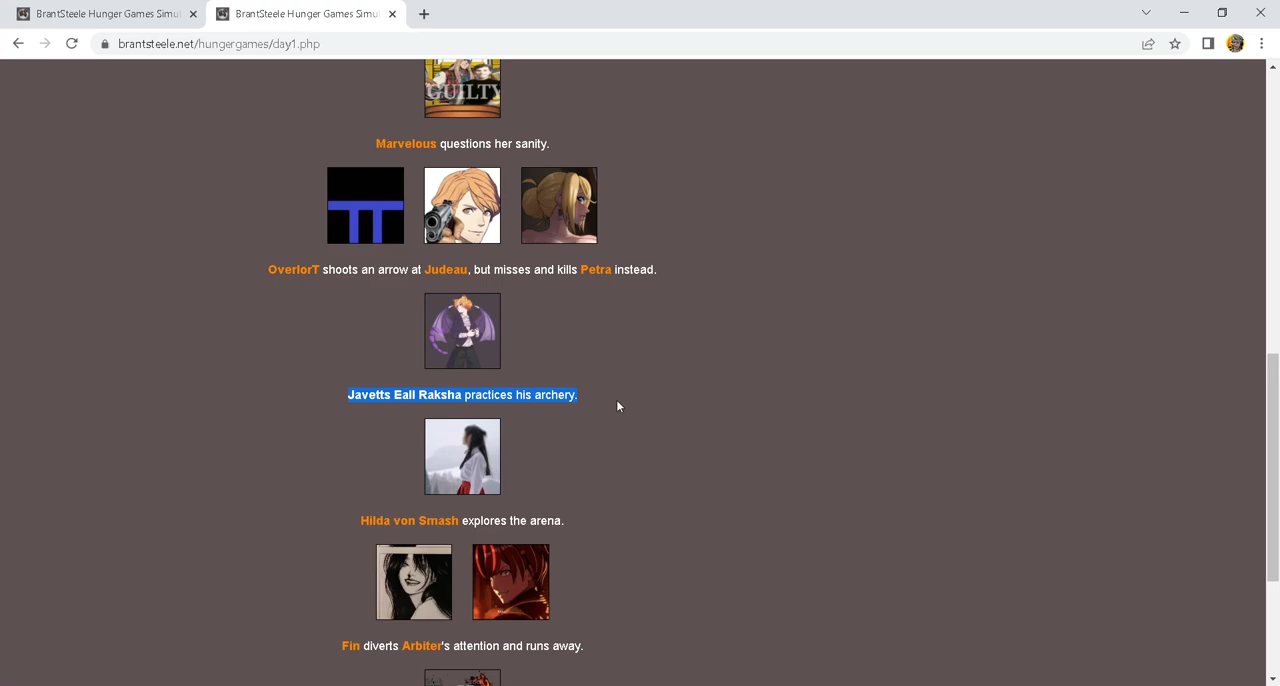 BrantSteele Hunger Games Simul
BrantSteele Hunger Games Simul
brantsteele.net/hungergames/day1.php
GUILTY
Marvelous questions her sanity.
OverlorT shoots an arrow at Judeau, but misses and kills Petra instead.
Javetts Eall Raksha practices his archery.
Hilda von Smash explores the arena.
Fin diverts Arbiter's attention and runs away.